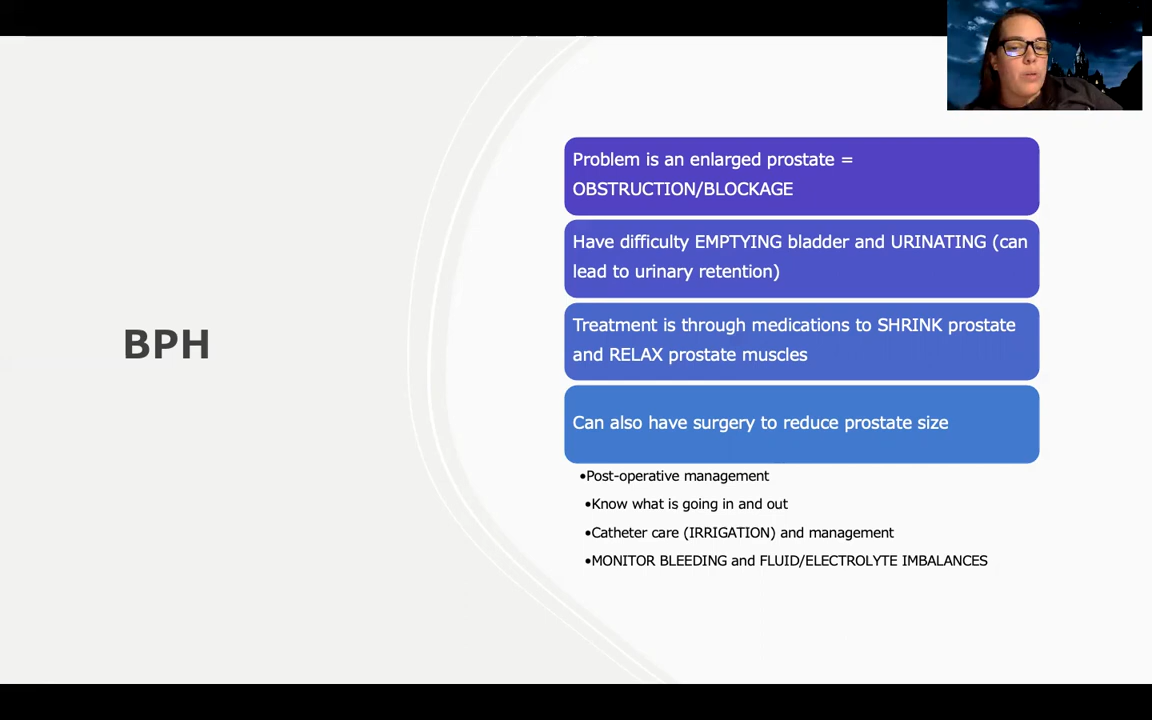 BPH
Problem is an enlarged prostate =
OBSTRUCTION/BLOCKAGE
Have difficulty EMPTYING bladder and URINATING (can
lead to urinary retention)
Treatment is through medications to SHRINK prostate
and RELAX prostate muscles
Can also have surgery to reduce prostate size
•Post-operative management
•Know what is going in and out
•Catheter care (IRRIGATION) and management
•MONITOR BLEEDING and FLUID/ELECTROLYTE IMBALANCES